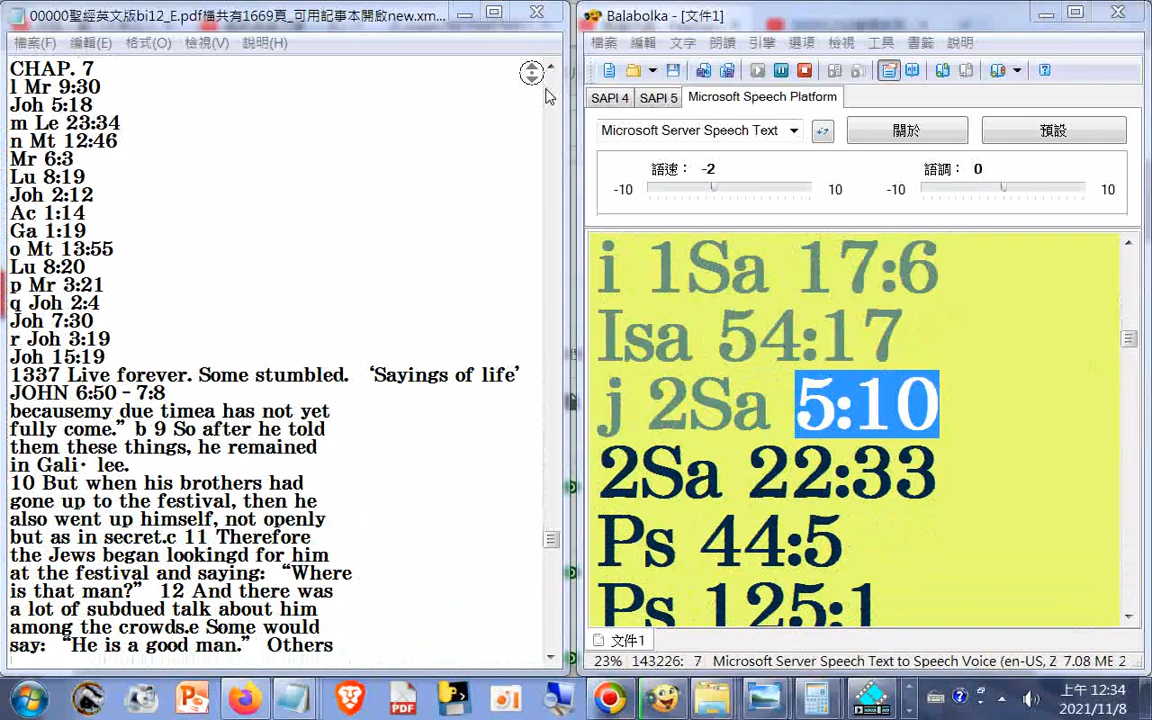 00000聖經英文版bi12_E.pdf檔共有1669頁_可用記事本開啟new.xm...
檔案(F) 編輯(E) 格式(O) 檢視(V) 說明(H)
CHAP. 7
l Mr 9:30
Joh 5:18
m Le 23:34
n Mt 12:46
Mr 6:3
Lu 8:19
Joh 2:12
Ac 1:14
Ga 1:19
o Mt 13:55
Lu 8:20
p Mr 3:21
q Joh 2:4
Joh 7:30
r Joh 3:19
Joh 15:19
1337 Live forever. Some stumbled. ‘Sayings of life’
JOHN 6:50 – 7:8
becausemy due timea has not yet
fully come.” b 9 So after he told
them these things, he remained
in Gali· lee.
10 But when his brothers had
gone up to the festival, then he
also went up himself, not openly
but as in secret.c 11 Therefore
the Jews began lookingd for him
at the festival and saying: “Where
is that man?” 12 And there was
a lot of subdued talk about him
among the crowds.e Some would
say: “He is a good man.” Others
Balabolka - [文件1]
檔案 編輯 文字 朗讀 引擎 選項 檢視 工具 書籤 說明
SAPI 4 SAPI 5 Microsoft Speech Platform
Microsoft Server Speech Text 關於 預設
語速： -2 語調： 0
-10 10 -10 10
i 1Sa 17:6
Isa 54:17
j 2Sa 5:10
2Sa 22:33
Ps 44:5
Ps 125:1
文件1
23% 143226: 7 Microsoft Server Speech Text to Speech Voice (en-US, Z 7.08 ME 2
PDF
上午 12:34
2021/11/8